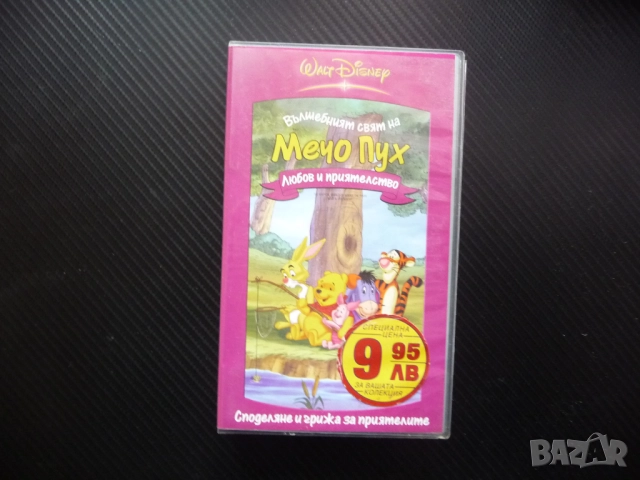 WALT DISNEY
Вълшебният свят на
Мечо Пух
Любов и приятелство
СПЕЦИАЛНА
ЦЕНА
9 95
ЛВ
ЗА ВАШАТА
КОЛЕКЦИЯ
Споделяне и грижа за приятелите
BAZAR.bg